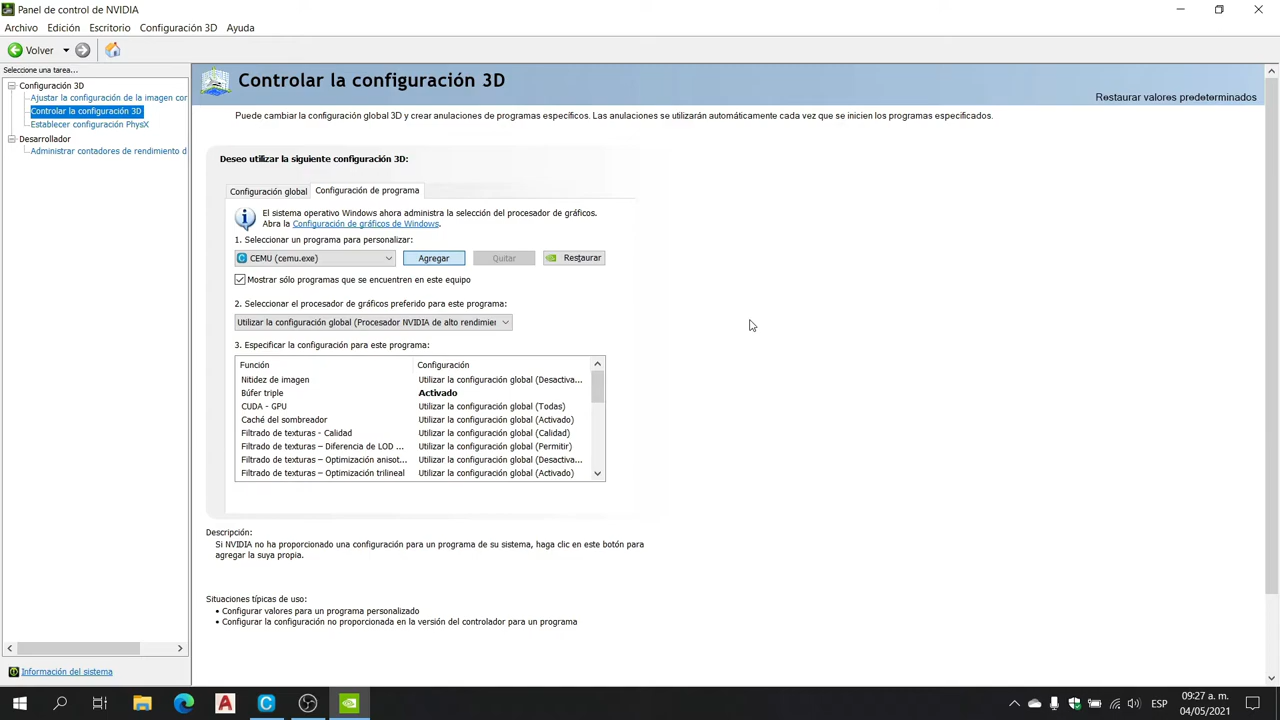 Panel de control de NVIDIA
Archivo Edición Escritorio Configuración 3D Ayuda
Volver
Seleccione una tarea...
Configuración 3D
Ajustar la configuración de la imagen cor
Controlar la configuración 3D
Establecer configuración PhysX
Desarrollador
Administrar contadores de rendimiento d
Información del sistema
Controlar la configuración 3D
Restaurar valores predeterminados
Puede cambiar la configuración global 3D y crear anulaciones de programas específicos. Las anulaciones se utilizarán automáticamente cada vez que se inicien los programas especificados.
Deseo utilizar la siguiente configuración 3D:
Configuración global Configuración de programa
El sistema operativo Windows ahora administra la selección del procesador de gráficos.
Abra la Configuración de gráficos de Windows.
1. Seleccionar un programa para personalizar:
CEMU (cemu.exe) Agregar Quitar Restaurar
Mostrar sólo programas que se encuentren en este equipo
2. Seleccionar el procesador de gráficos preferido para este programa:
Utilizar la configuración global (Procesador NVIDIA de alto rendimier
3. Especificar la configuración para este programa:
Función Configuración
Nitidez de imagen Utilizar la configuración global (Desactiva...
Búfer triple Activado
CUDA - GPU Utilizar la configuración global (Todas)
Caché del sombreador Utilizar la configuración global (Activado)
Filtrado de texturas - Calidad Utilizar la configuración global (Calidad)
Filtrado de texturas – Diferencia de LOD ... Utilizar la configuración global (Permitir)
Filtrado de texturas – Optimización anisot... Utilizar la configuración global (Desactiva...
Filtrado de texturas – Optimización trilineal Utilizar la configuración global (Activado)
Descripción:
Si NVIDIA no ha proporcionado una configuración para un programa de su sistema, haga clic en este botón para
agregar la suya propia.
Situaciones típicas de uso:
• Configurar valores para un programa personalizado
• Configurar la configuración no proporcionada en la versión del controlador para un programa
ESP
09:27 a. m.
04/05/2021